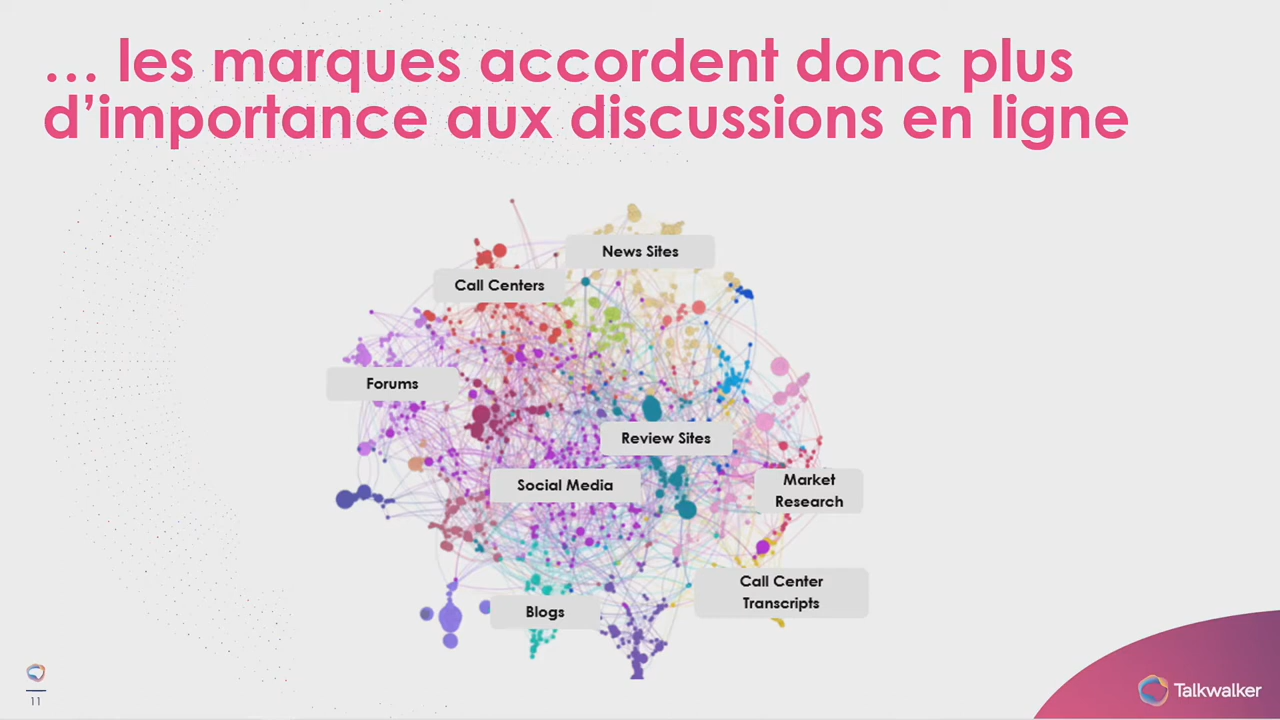 … les marques accordent donc plus
d’importance aux discussions en ligne
News Sites
Call Centers
Forums
Review Sites
Social Media
Market
Research
Call Center
Transcripts
Blogs
11
Talkwalker